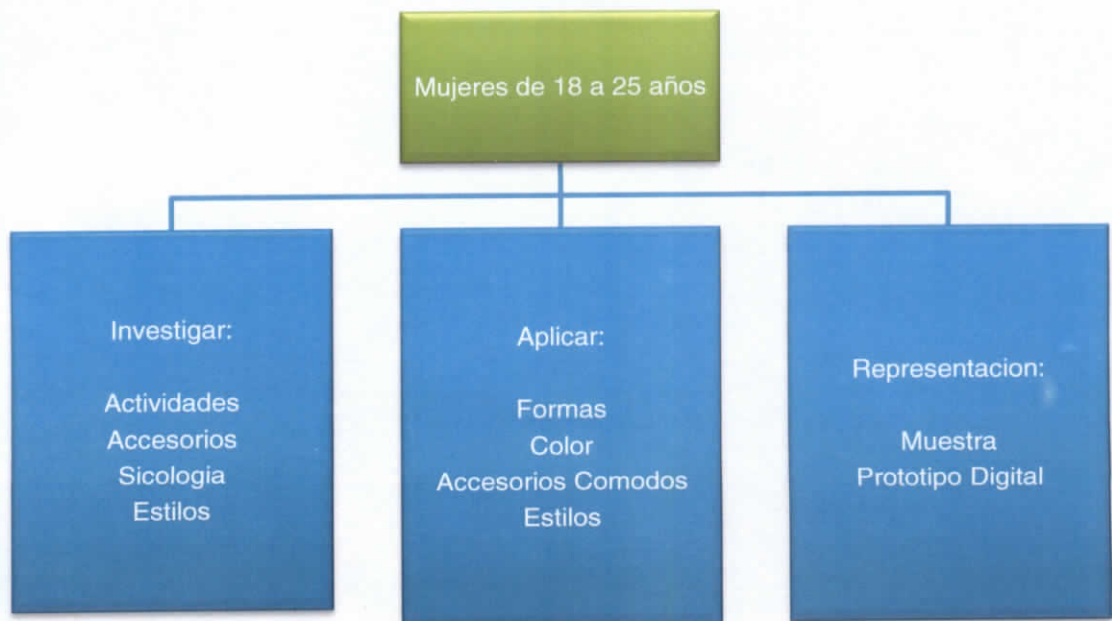 Mujeres de 18 a 25 años
Investigar:
Actividades
Accesorios
Sicologia
Estilos
Aplicar:
Formas
Color
Accesorios Comodos
Estilos
Representacion:
Muestra
Prototipo Digital